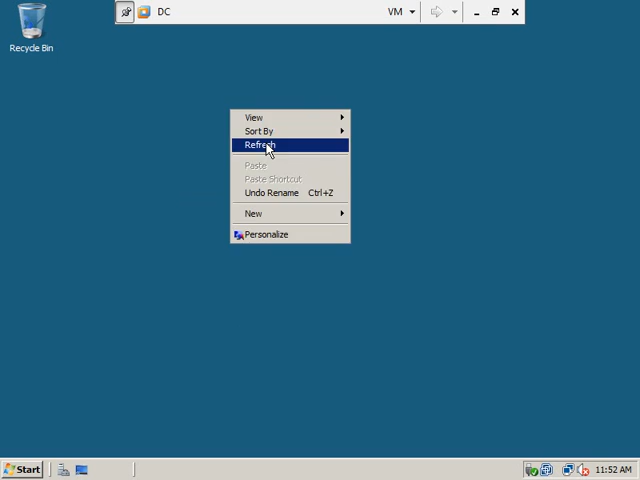 DC
VM
Recycle Bin
View
Sort By
Refresh
Paste
Paste Shortcut
Undo Rename Ctrl+Z
New
Personalize
Start
11:52 AM